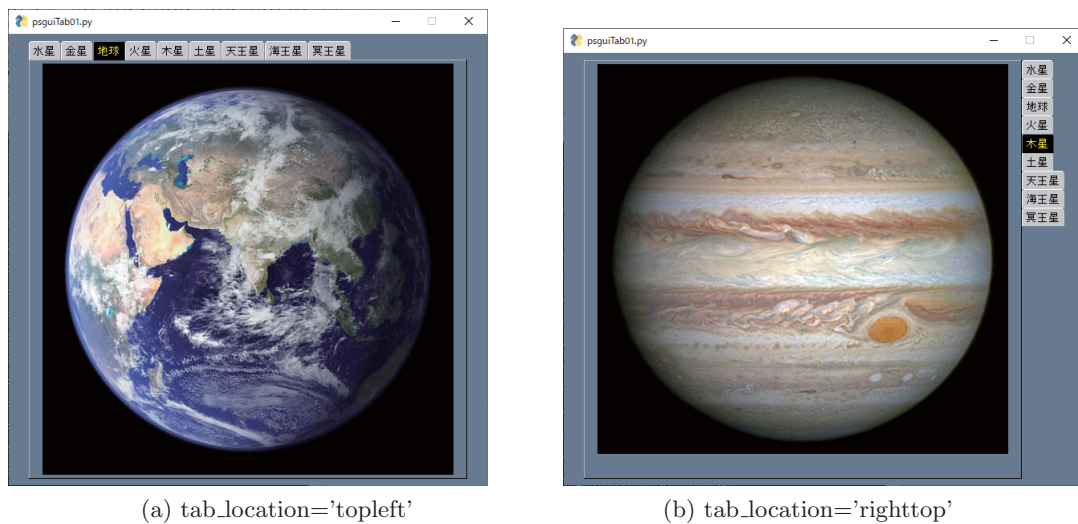 psguiTab01.py
水星 金星 地球 火星 木星 土星 天王星 海王星 冥王星
(a) tab_location='topleft'
psguiTab01.py
水星
金星
地球
火星
木星
土星
天王星
海王星
冥王星
(b) tab_location='righttop'